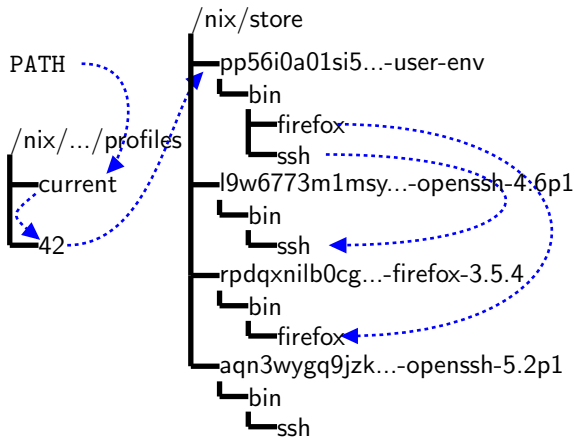 PATH
/nix/.../profiles
current
42
/nix/store
pp56i0a01si5...-user-env
bin
firefox
ssh
l9w6773m1msy...-openssh-4.6p1
bin
ssh
rpdqxnilb0cg...-firefox-3.5.4
bin
firefox
aqn3wygq9jzk...-openssh-5.2p1
bin
ssh